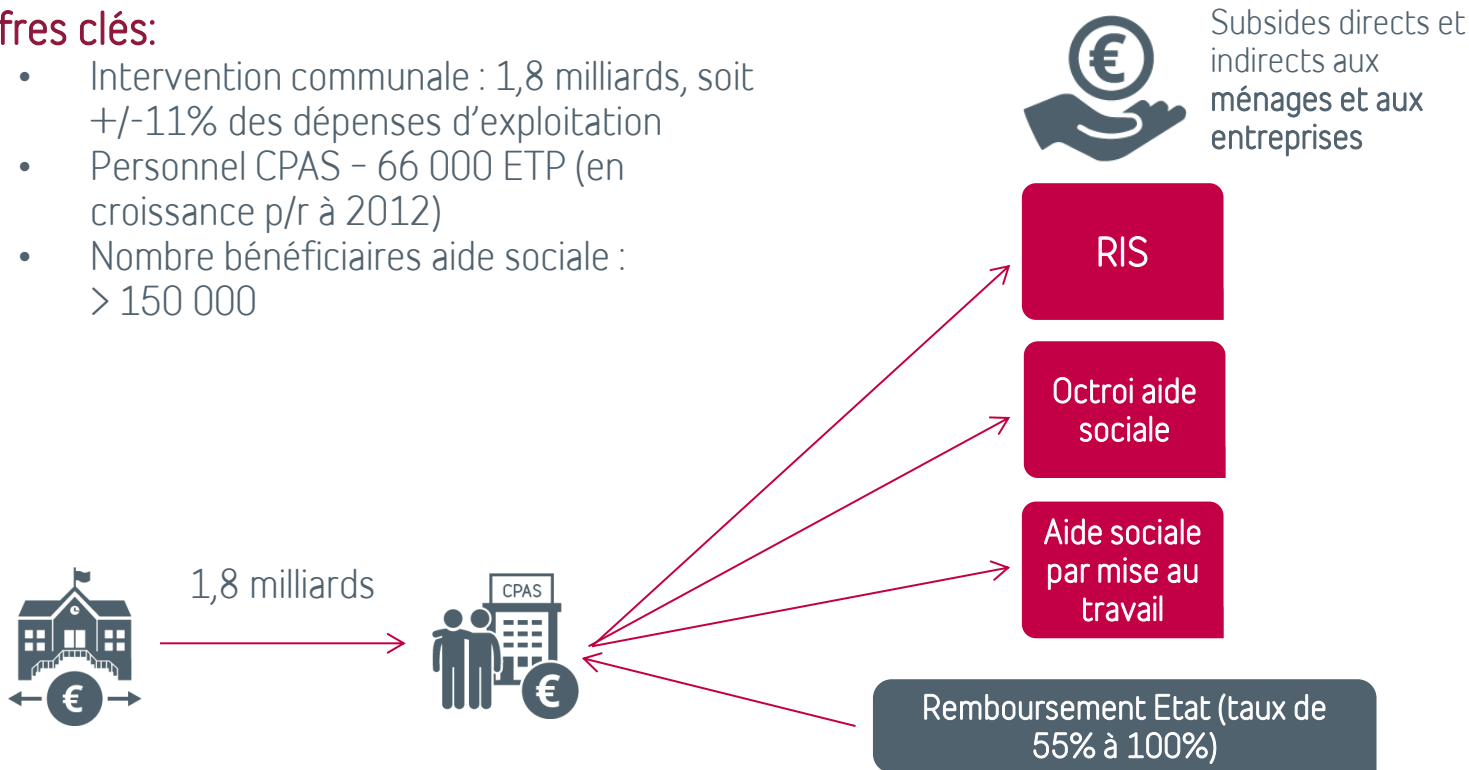 fres clés:
• Intervention communale : 1,8 milliards, soit
+/-11% des dépenses d'exploitation
• Personnel CPAS – 66 000 ETP (en
croissance p/r à 2012)
• Nombre bénéficiaires aide sociale :
> 150 000
€
Subsides directs et
indirects aux
ménages et aux
entreprises
RIS
Octroi aide
sociale
Aide sociale
par mise au
travail
1,8 milliards
CPAS
€
€
Remboursement Etat (taux de
55% à 100%)